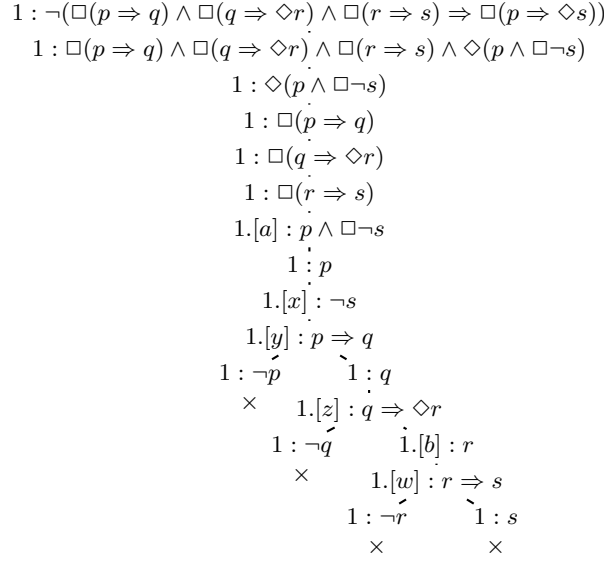 1 : ¬(□(p ⇒ q) ∧ □(q ⇒ ◇r) ∧ □(r ⇒ s) ⇒ ¬(□(p ⇒ ◇s))
1 : □(p ⇒ q) ∧ □(q ⇒ ◇r) ∧ □(r ⇒ s) ∧ ◇(p ∧ □¬s)
1 : ◇(p ∧ □¬s)
1 : □(p ⇒ q)
1 : □(q ⇒ ◇r)
1 : □(r ⇒ s)
1.[a] : p ∧ □¬s
1 : p
1.[x] : ¬s
1.[y] : p ⇒ q
1 : ¬p 1 : q
× 1.[z] : q ⇒ ◇r
1 : ¬q 1.[b] : r
× 1.[w] : r ⇒ s
1 : ¬r 1 : s
× ×